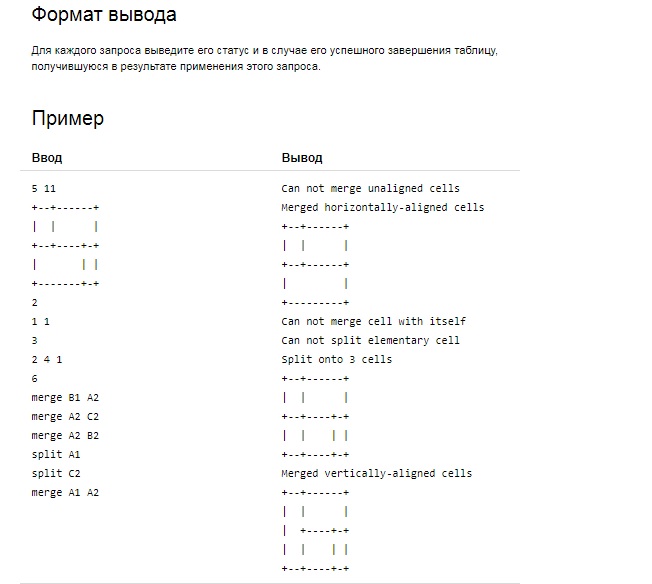 Формат вывода
Для каждого запроса выведите его статус и в случае его успешного завершения таблицу,
получившуюся в результате применения этого запроса.
Пример
Ввод
5 11
+--+------+
|  |      |
+--+----+-+
|       | |
+-------+-+
2
1 1
3
2 4 1
6
merge B1 A2
merge A2 C2
merge A2 B2
split A1
split C2
merge A1 A2
Вывод
Can not merge unaligned cells
Merged horizontally-aligned cells
+--+------+
|  |      |
+--+------+
|         |
+---------+
Can not merge cell with itself
Can not split elementary cell
Split onto 3 cells
+--+------+
|  |      |
+--+----+-+
|  |    | |
+--+----+-+
Merged vertically-aligned cells
+--+------+
|  |      |
|  +----+-+
|  |    | |
+--+----+-+